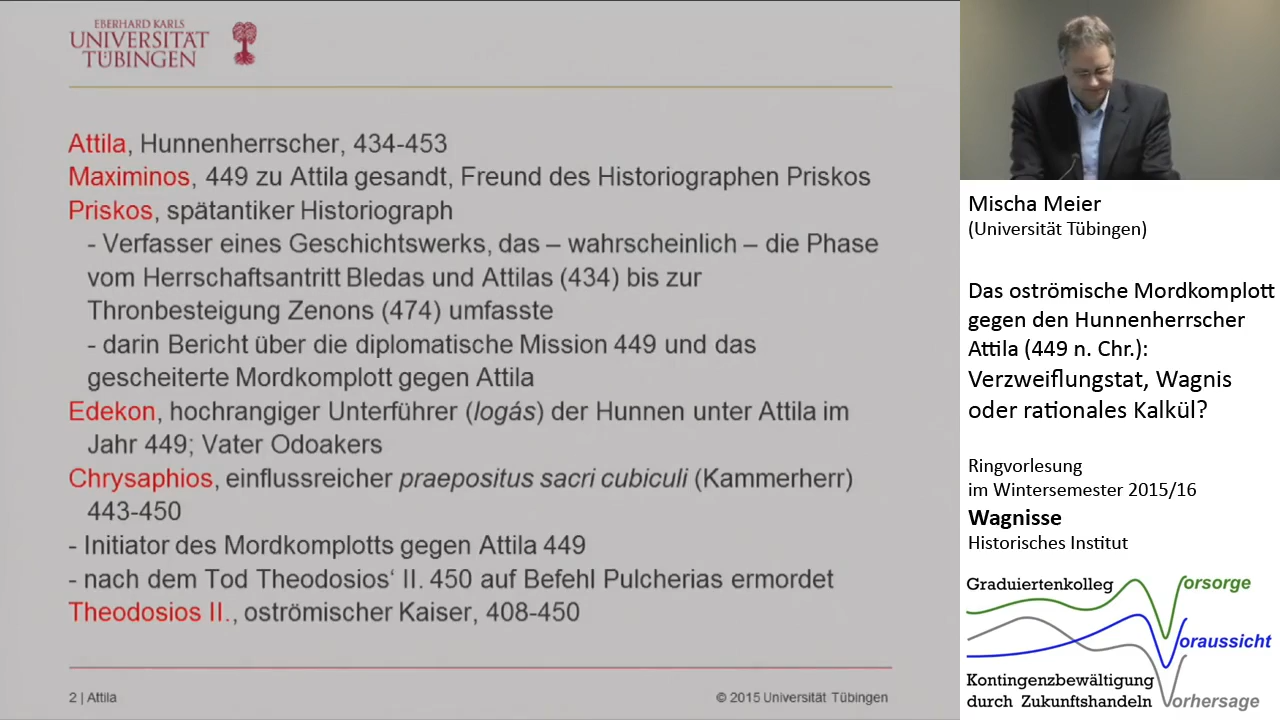 EBERHARD KARLS
UNIVERSITÄT
TÜBINGEN
Attila, Hunnenherrscher, 434-453
Maximinos, 449 zu Attila gesandt, Freund des Historiographen Priskos
Priskos, spätantiker Historiograph
- Verfasser eines Geschichtswerks, das – wahrscheinlich – die Phase
vom Herrschaftsantritt Bledas und Attilas (434) bis zur
Thronbesteigung Zenons (474) umfasste
- darin Bericht über die diplomatische Mission 449 und das
gescheiterte Mordkomplott gegen Attila
Edekon, hochrangiger Unterführer (logás) der Hunnen unter Attila im
Jahr 449; Vater Odoakers
Chrysaphios, einflussreicher praepositus sacri cubiculi (Kammerherr)
443-450
- Initiator des Mordkomplotts gegen Attila 449
- nach dem Tod Theodosios‘ II. 450 auf Befehl Pulcherias ermordet
Theodosios II., oströmischer Kaiser, 408-450
2 | Attila
© 2015 Universität Tübingen
Mischa Meier
(Universität Tübingen)
Das oströmische Mordkomplott
gegen den Hunnenherrscher
Attila (449 n. Chr.):
Verzweiflungstat, Wagnis
oder rationales Kalkül?
Ringvorlesung
im Wintersemester 2015/16
Wagnisse
Historisches Institut
Graduiertenkolleg
Vorsorge
Voraussicht
Vorhersage
Kontingenzbewältigung
durch Zukunftshandeln